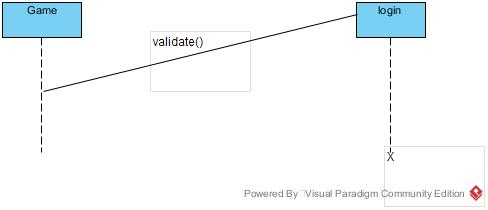 Game
login
validate()
X
Powered By Visual Paradigm Community Edition